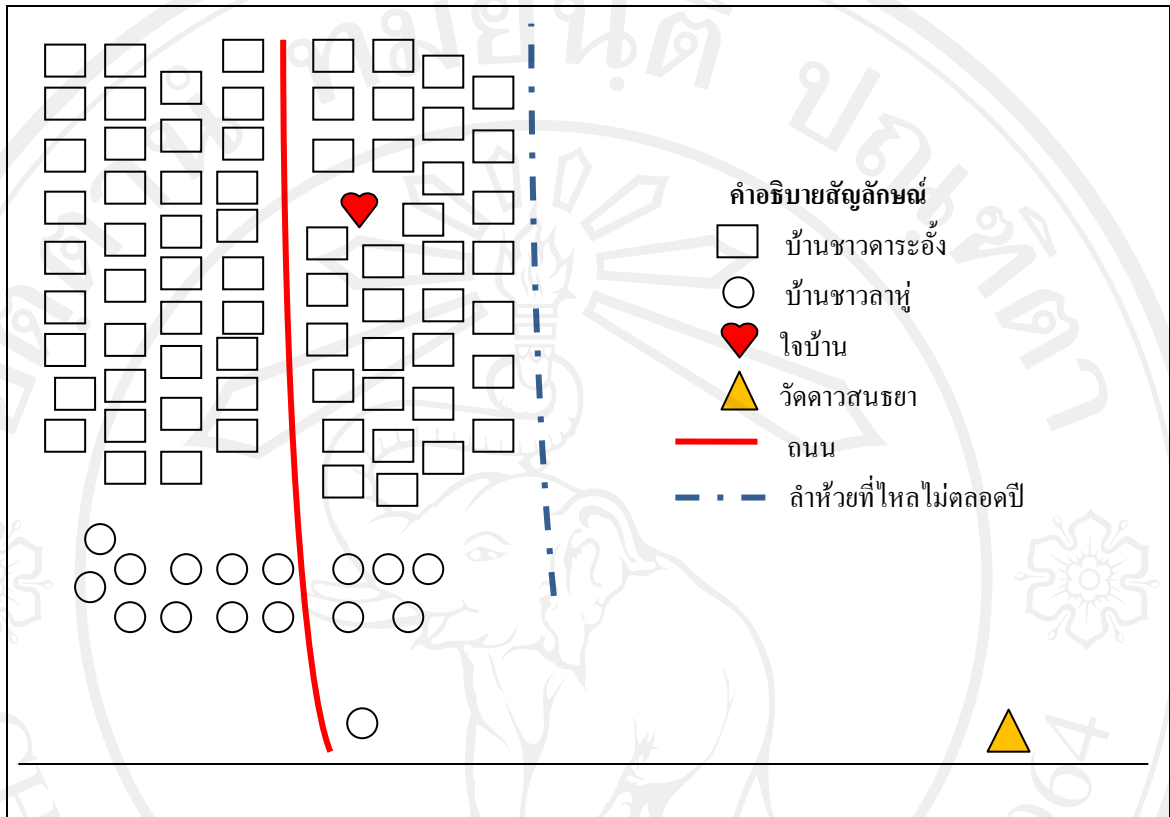 คำอธิบายสัญลักษณ์
บ้านชาวดาระอั้ง
บ้านชาวลาหู่
ใจบ้าน
วัดดาวสนธยา
ถนน
ลำห้วยที่ไหลไม่ตลอดปี